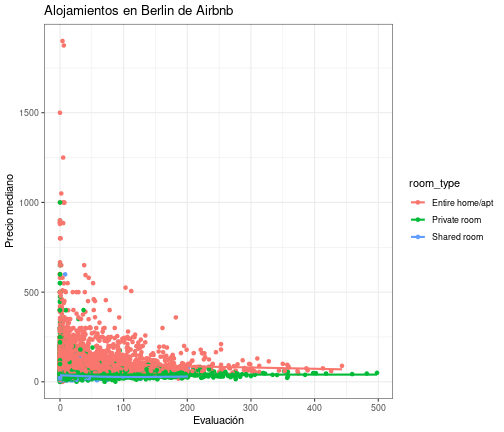 Alojamientos en Berlin de Airbnb
Precio mediano
1500
1000
500
0
0 100 200 300 400 500
Evaluación
room_type
Entire home/apt
Private room
Shared room